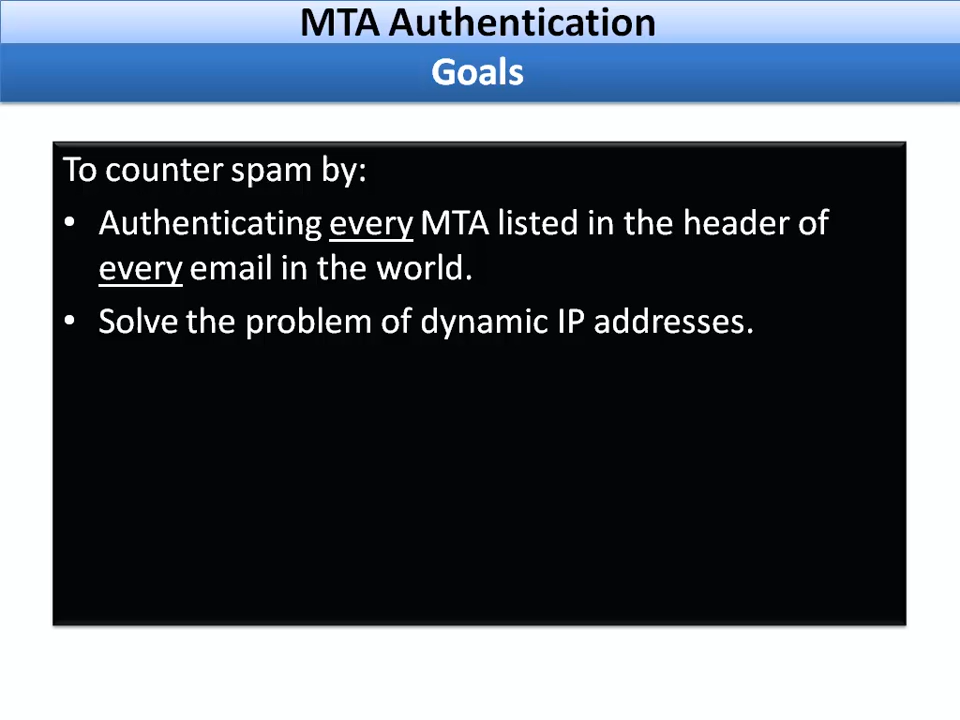 MTA Authentication
Goals
To counter spam by:
• Authenticating every MTA listed in the header of
every email in the world.
• Solve the problem of dynamic IP addresses.